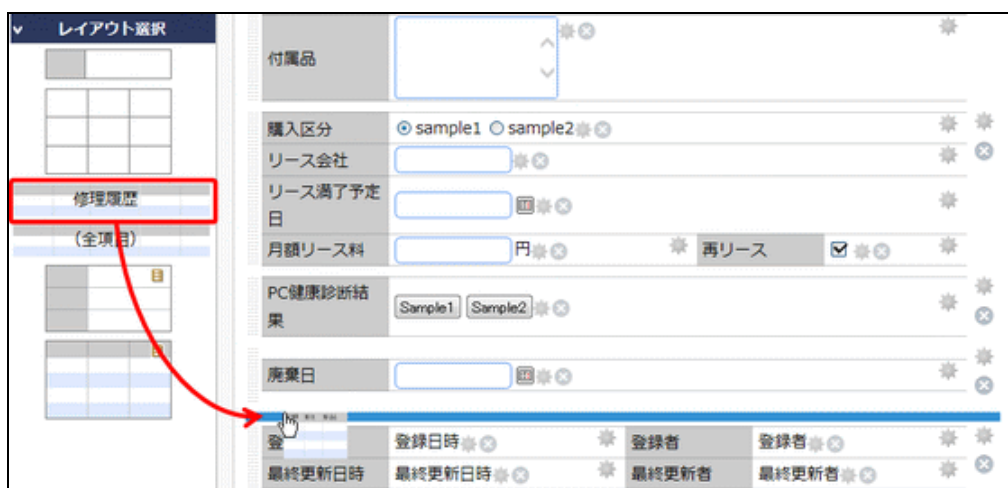 レイアウト選択
修理履歴
(全項目)
付属品
購入区分 sample1 sample2
リース会社
リース満了予定
日
月額リース料 円 再リース
PC健康診断結
果
Sample1 Sample2
廃棄日
登 登録日時 登録者 登録者
最終更新日時 最終更新日時 最終更新者 最終更新者